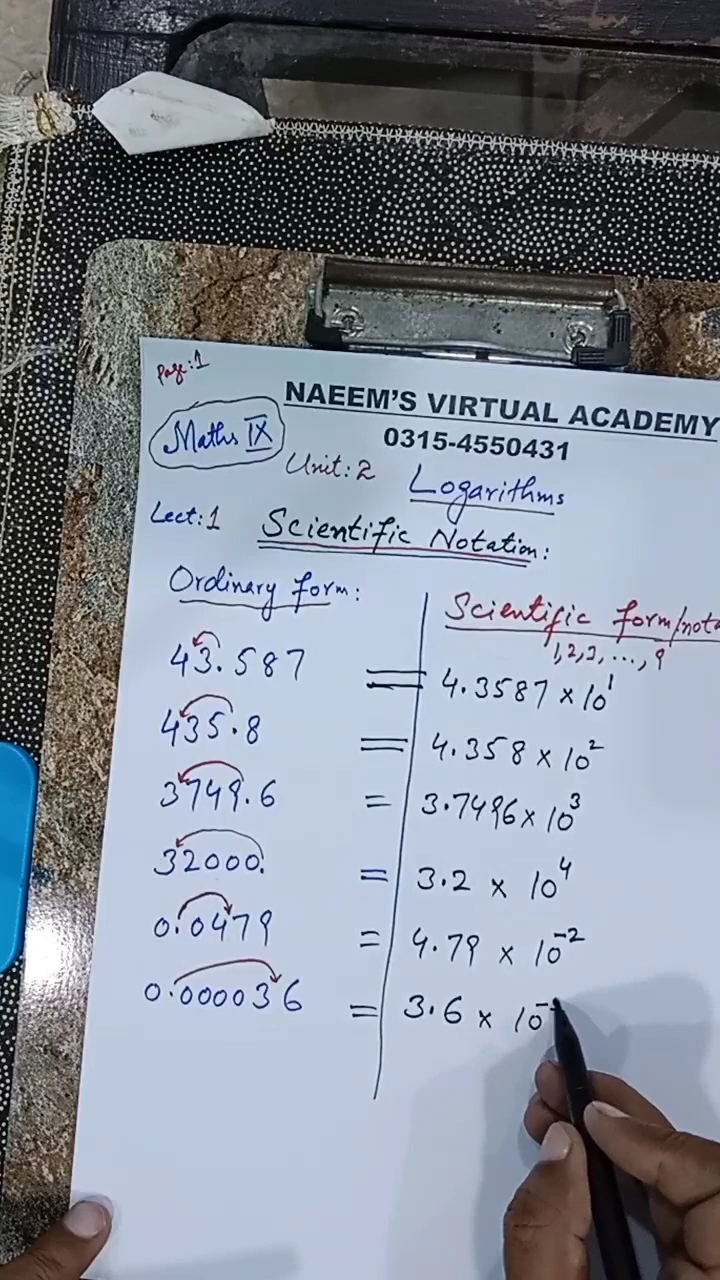 Page:1
NAEEM'S VIRTUAL ACADEMY
Maths IX
0315-4550431
Unit:2 Logarithms
Lect:1 Scientific Notation:
Ordinary form:
Scientific form/nota
1,2,3,...,9
43.587 = 4.3587 × 10¹
435.8 = 4.358 × 10²
3749.6 = 3.7496 × 10³
32000. = 3.2 × 10⁴
0.0479 = 4.79 × 10⁻²
0.000036 = 3.6 × 10⁻